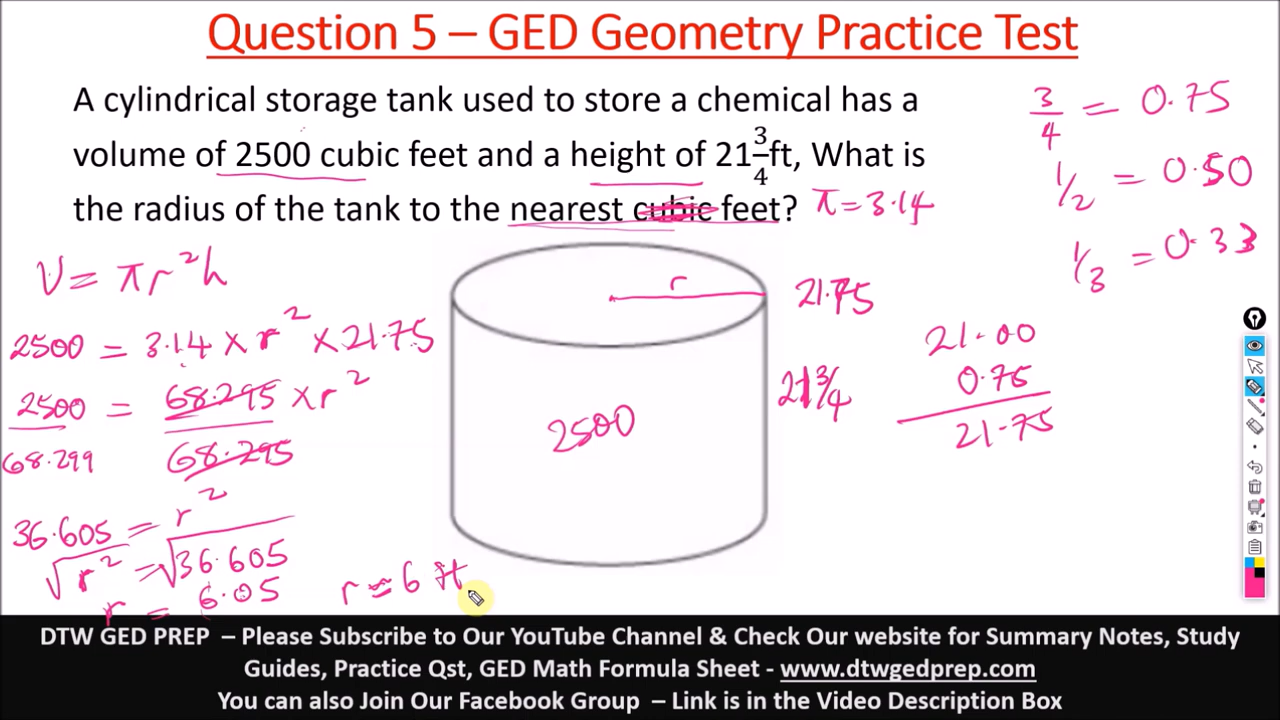 Question 5 – GED Geometry Practice Test
A cylindrical storage tank used to store a chemical has a
volume of 2500 cubic feet and a height of 21 3/4 ft, What is
the radius of the tank to the nearest cubic feet? π = 3.14
3/4 = 0.75
1/2 = 0.50
1/3 = 0.33
V = πr²h
2500 = 3.14 × r² × 21.75
2500 = 68.295 × r²
68.299 68.295
36.605 = r²
√r² = √36.605
r = 6.05
r ≈ 6 ft
r
2500
21.75
21 3/4
21.00
0.75
21.75
DTW GED PREP – Please Subscribe to Our YouTube Channel & Check Our website for Summary Notes, Study
Guides, Practice Qst, GED Math Formula Sheet - www.dtwgedprep.com
You can also Join Our Facebook Group – Link is in the Video Description Box